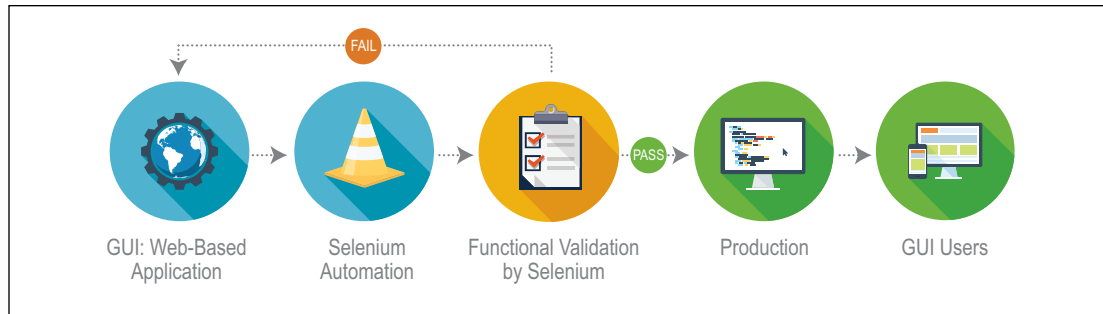 FAIL
PASS
GUI: Web-Based
Application
Selenium
Automation
Functional Validation
by Selenium
Production
GUI Users